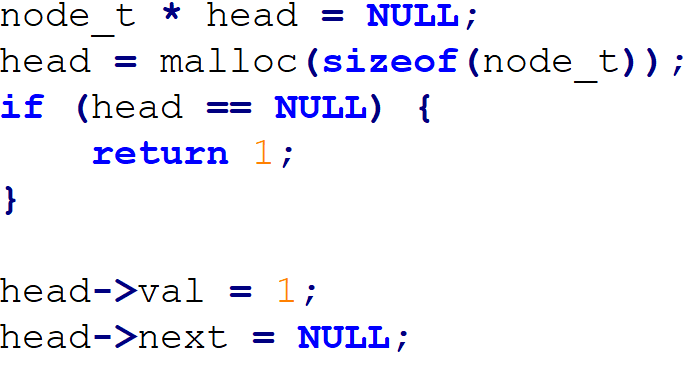 node_t * head = NULL;
head = malloc(sizeof(node_t));
if (head == NULL) {
    return 1;
}

head->val = 1;
head->next = NULL;